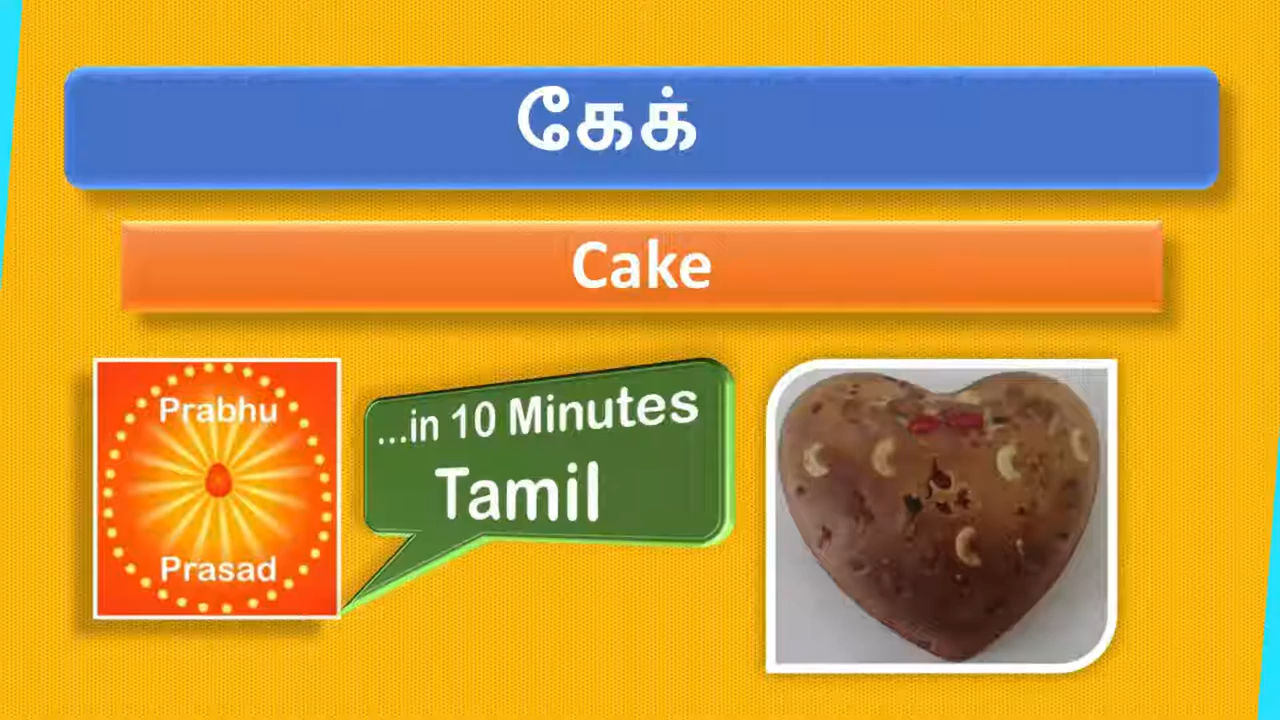 கேக்
Cake
Prabhu
Prasad
...in 10 Minutes
Tamil